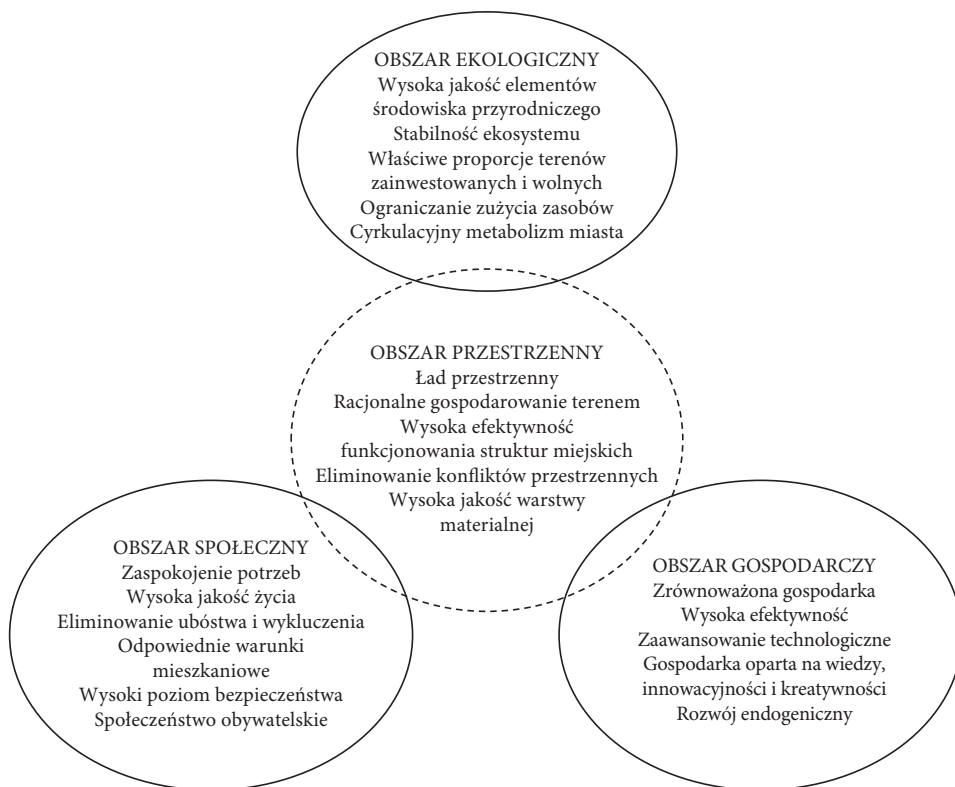 OBSZAR EKOLOGICZNY
Wysoka jakość elementów
środowiska przyrodniczego
Stabilność ekosystemu
Właściwe proporcje terenów
zainwestowanych i wolnych
Ograniczanie zużycia zasobów
Cyrkulacyjny metabolizm miasta
OBSZAR PRZESTRZENNY
Ład przestrzenny
Racjonalne gospodarowanie terenem
Wysoka efektywność
funkcjonowania struktur miejskich
Eliminowanie konfliktów przestrzennych
Wysoka jakość warstwy
materialnej
OBSZAR SPOŁECZNY
Zaspokojenie potrzeb
Wysoka jakość życia
Eliminowanie ubóstwa i wykluczenia
Odpowiednie warunki
mieszkaniowe
Wysoki poziom bezpieczeństwa
Społeczeństwo obywatelskie
OBSZAR GOSPODARCZY
Zrównoważona gospodarka
Wysoka efektywność
Zaawansowanie technologiczne
Gospodarka oparta na wiedzy,
innowacyjności i kreatywności
Rozwój endogeniczny